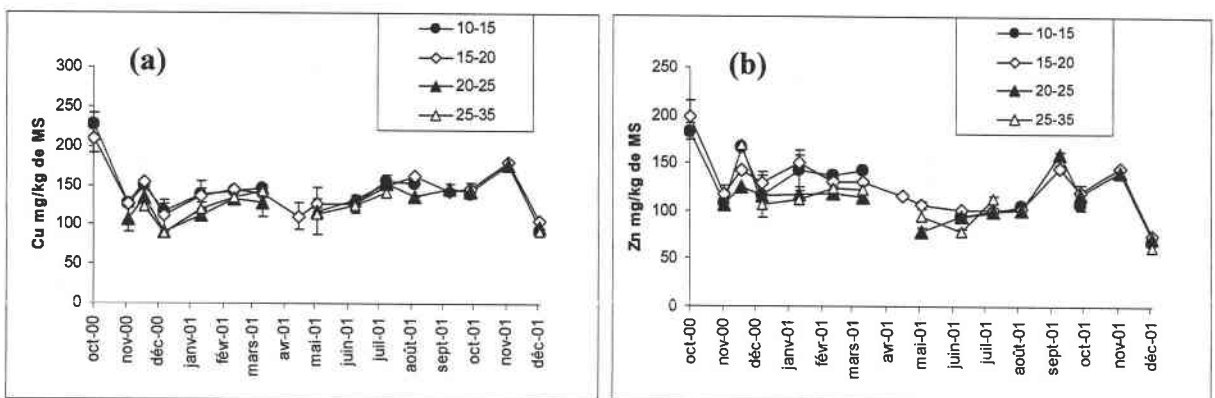 (a)
10-15
15-20
20-25
25-35
Cu mg/kg de MS
300
250
200
150
100
50
0
oct-00
nov-00
déc-00
janv-01
févr-01
mars-01
avr-01
mai-01
juin-01
juil-01
août-01
sept-01
oct-01
nov-01
déc-01
(b)
10-15
15-20
20-25
25-35
Zn mg/kg de MS
250
200
150
100
50
0
oct-00
nov-00
déc-00
janv-01
févr-01
mars-01
avr-01
mai-01
juin-01
juil-01
août-01
sept-01
oct-01
nov-01
déc-01